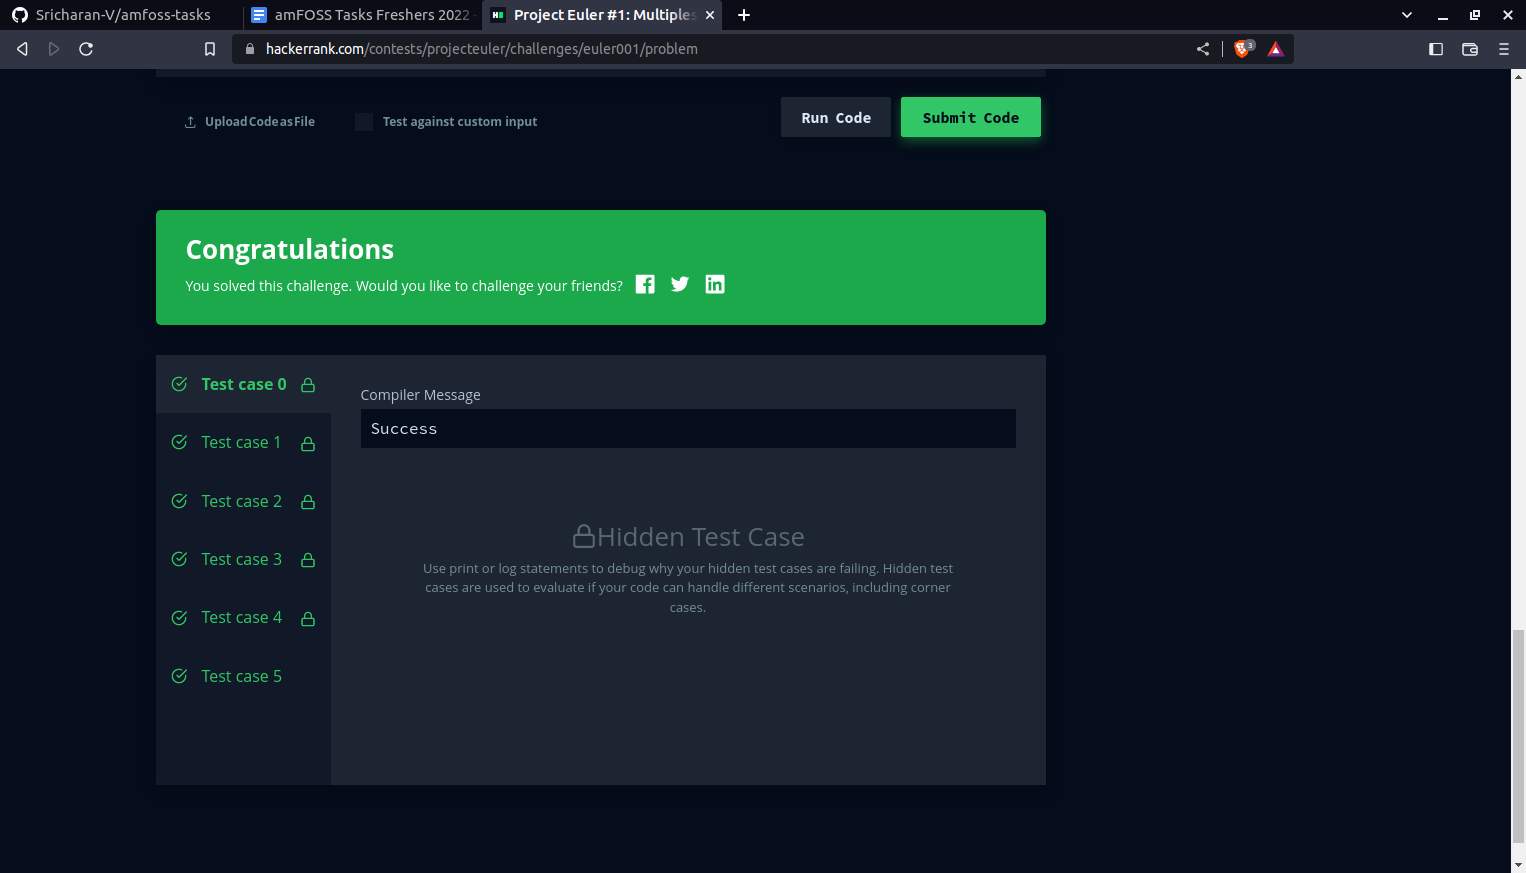 Sricharan-V/amfoss-tasks
amFOSS Tasks Freshers 2022 -
Project Euler #1: Multiples
hackerrank.com/contests/projecteuler/challenges/euler001/problem
3
Upload Code as File
Test against custom input
Run Code
Submit Code
Congratulations
You solved this challenge. Would you like to challenge your friends?
Test case 0
Test case 1
Test case 2
Test case 3
Test case 4
Test case 5
Compiler Message
Success
Hidden Test Case
Use print or log statements to debug why your hidden test cases are failing. Hidden test
cases are used to evaluate if your code can handle different scenarios, including corner
cases.